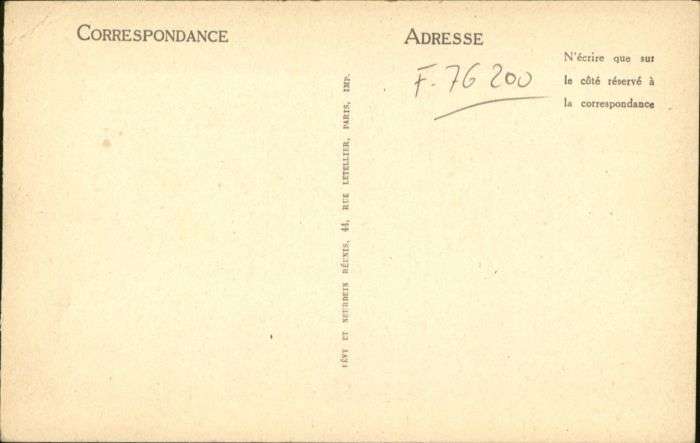 CORRESPONDANCE
ADRESSE
N'écrire que sur
le côté réservé à
la correspondance
F-76 200
LÉVY ET NEURDEIN RÉUNIS, 44, RUE LETELLIER, PARIS, IMP.